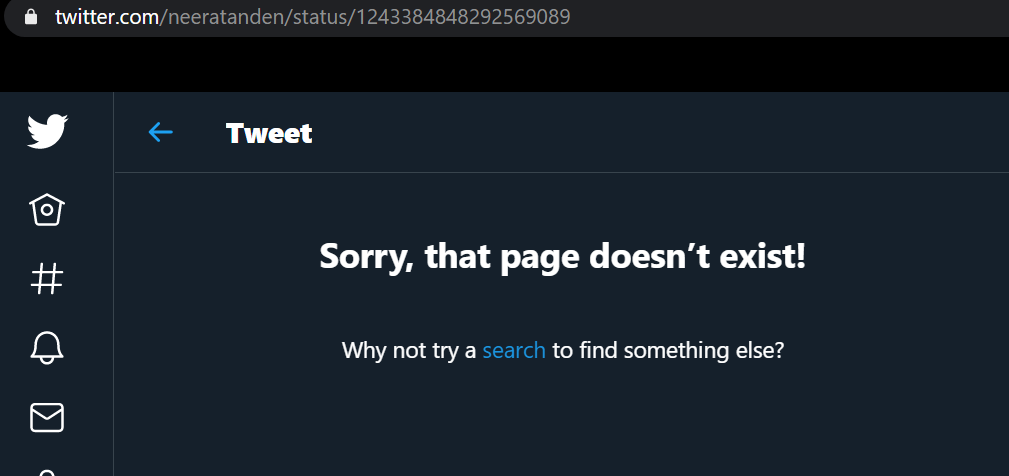 twitter.com/neeratanden/status/1243384848292569089
Tweet
Sorry, that page doesn’t exist!
Why not try a search to find something else?